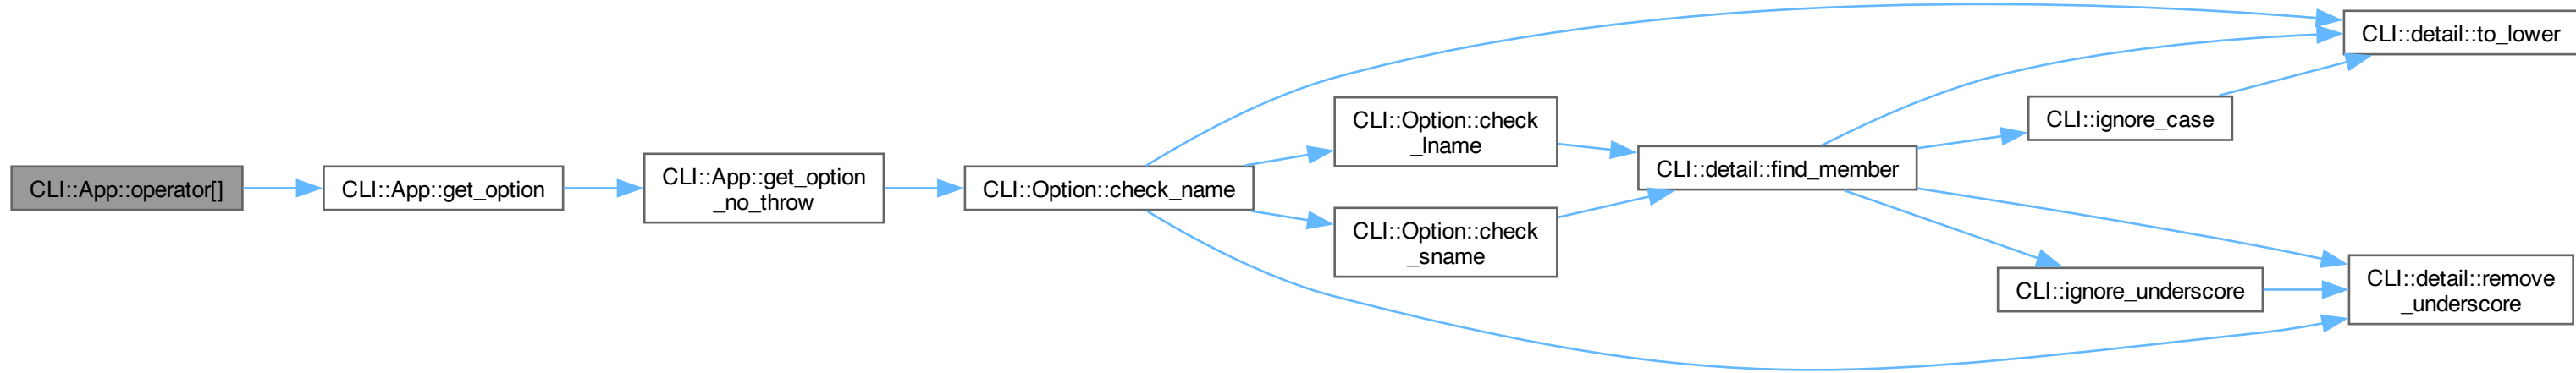 CLI::App::operator[]
CLI::App::get_option
CLI::App::get_option
_no_throw
CLI::Option::check_name
CLI::Option::check
_lname
CLI::Option::check
_sname
CLI::detail::find_member
CLI::detail::to_lower
CLI::ignore_case
CLI::ignore_underscore
CLI::detail::remove
_underscore